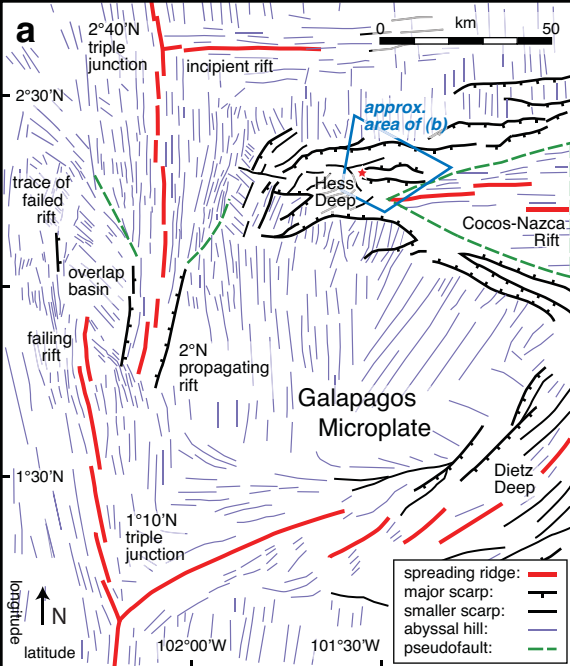 a
2°40'N
triple
junction
incipient rift
km
0
50
2°30'N
approx.
area of (b)
trace of
failed
rift
Hess
Deep
Cocos-Nazca
Rift
overlap
basin
failing
rift
2°N
propagating
rift
Galapagos
Microplate
1°30'N
Dietz
Deep
1°10'N
triple
junction
longitude
N
latitude
102°00'W
101°30'W
spreading ridge:
major scarp:
smaller scarp:
abyssal hill:
pseudofault: